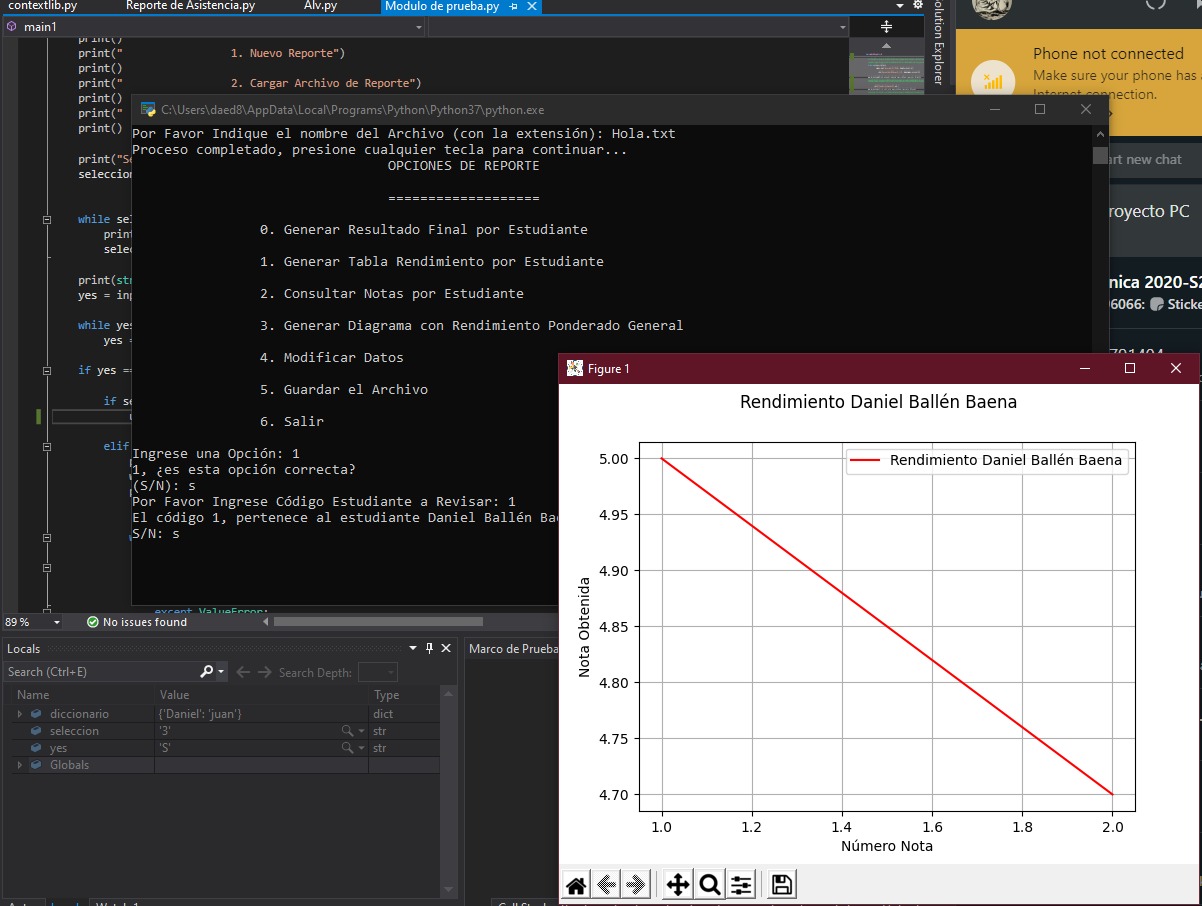 contextlib.py Reporte de Asistencia.py Alv.py Modulo de prueba.py
main1
print("             1. Nuevo Reporte")
print()
print("             2. Cargar Archivo de Reporte")
print()
print("
print()
print("Se
seleccion
while sel
print
selec
print(str
yes = inp
while yes
yes =
if yes ==
if se
elif
except ValueError:
89 % No issues found
Solution Explorer
Phone not connected
Make sure your phone has
Internet connection.
art new chat
royecto PC
nica 2020-S2
6066: Sticke
C:\Users\daed8\AppData\Local\Programs\Python\Python37\python.exe
Por Favor Indique el nombre del Archivo (con la extensión): Hola.txt
Proceso completado, presione cualquier tecla para continuar...
OPCIONES DE REPORTE
===================
0. Generar Resultado Final por Estudiante
1. Generar Tabla Rendimiento por Estudiante
2. Consultar Notas por Estudiante
3. Generar Diagrama con Rendimiento Ponderado General
4. Modificar Datos
5. Guardar el Archivo
6. Salir
Ingrese una Opción: 1
1, ¿es esta opción correcta?
(S/N): s
Por Favor Ingrese Código Estudiante a Revisar: 1
El código 1, pertenece al estudiante Daniel Ballén Bae
S/N: s
Figure 1
Rendimiento Daniel Ballén Baena
Rendimiento Daniel Ballén Baena
5.00
4.95
4.90
4.85
4.80
4.75
4.70
Nota Obtenida
1.0 1.2 1.4 1.6 1.8 2.0
Número Nota
Locals
Search (Ctrl+E) Search Depth:
Name Value Type
diccionario {'Daniel': 'juan'} dict
seleccion '3' str
yes 'S' str
Globals
Marco de Prueba